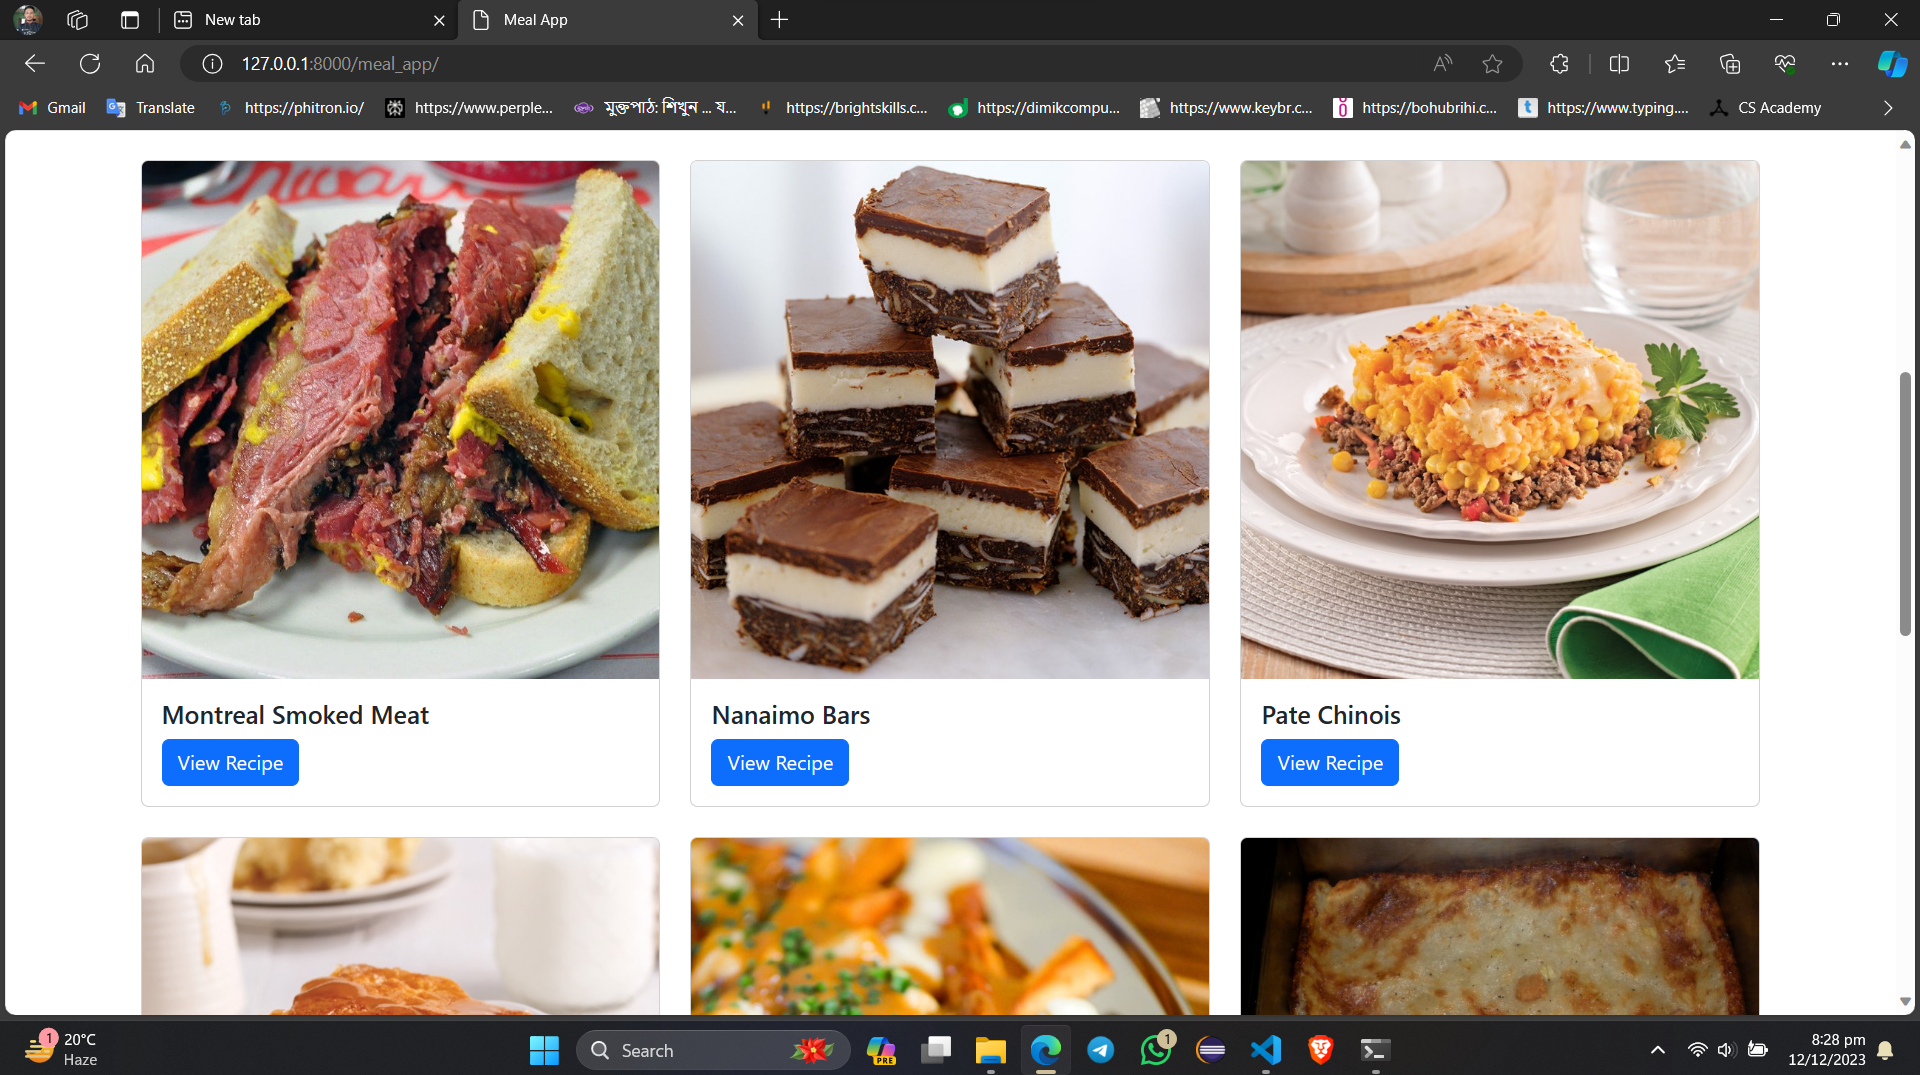 New tab
Meal App
127.0.0.1:8000/meal_app/
Gmail
Translate
https://phitron.io/
https://www.perple...
মুক্তপাঠ: শিখুন ... য...
https://brightskills.c...
https://dimikcompu...
https://www.keybr.c...
https://bohubrihi.c...
https://www.typing....
CS Academy
Montreal Smoked Meat
Nanaimo Bars
Pate Chinois
View Recipe
View Recipe
View Recipe
1
20°C
Haze
Search
PRE
1
8:28 pm
12/12/2023